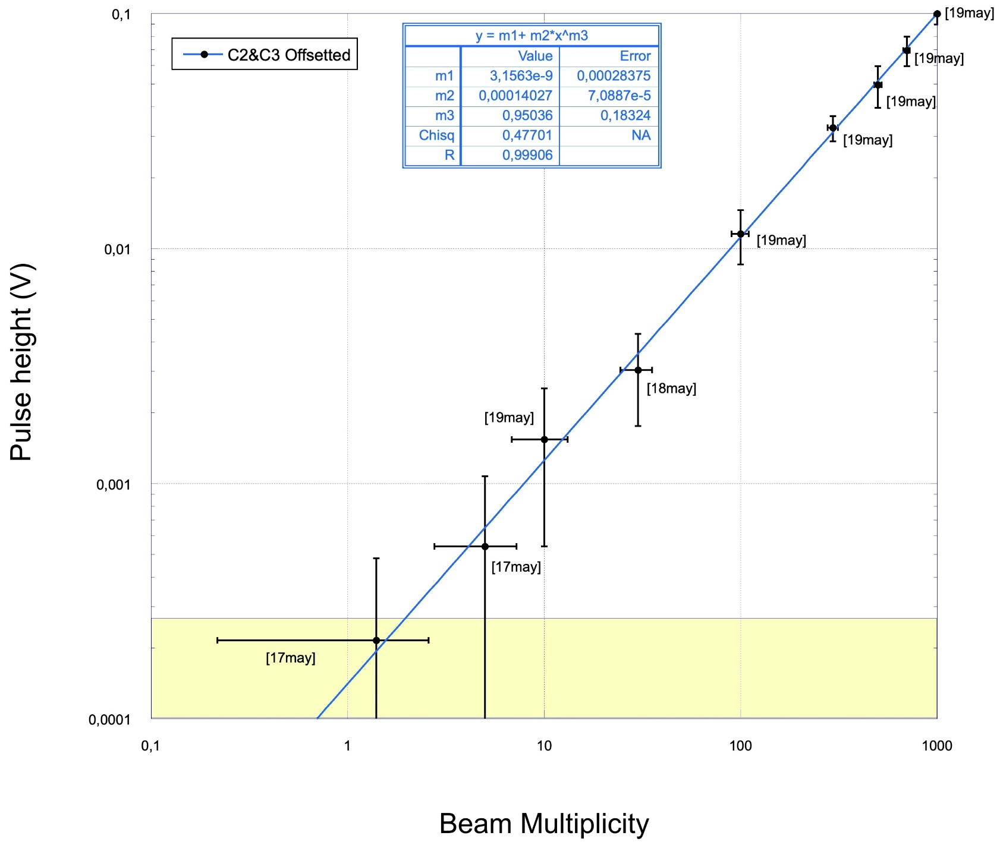 0,1
[19may]
C2&C3 Offsetted
y = m1+ m2*x^m3
Value Error
m1 3,1563e-9 0,00028375
m2 0,00014027 7,0887e-5
m3 0,95036 0,18324
Chisq 0,47701 NA
R 0,99906
[19may]
[19may]
[19may]
[19may]
0,01
Pulse height (V)
[18may]
[19may]
0,001
[17may]
[17may]
0,0001
0,1 1 10 100 1000
Beam Multiplicity